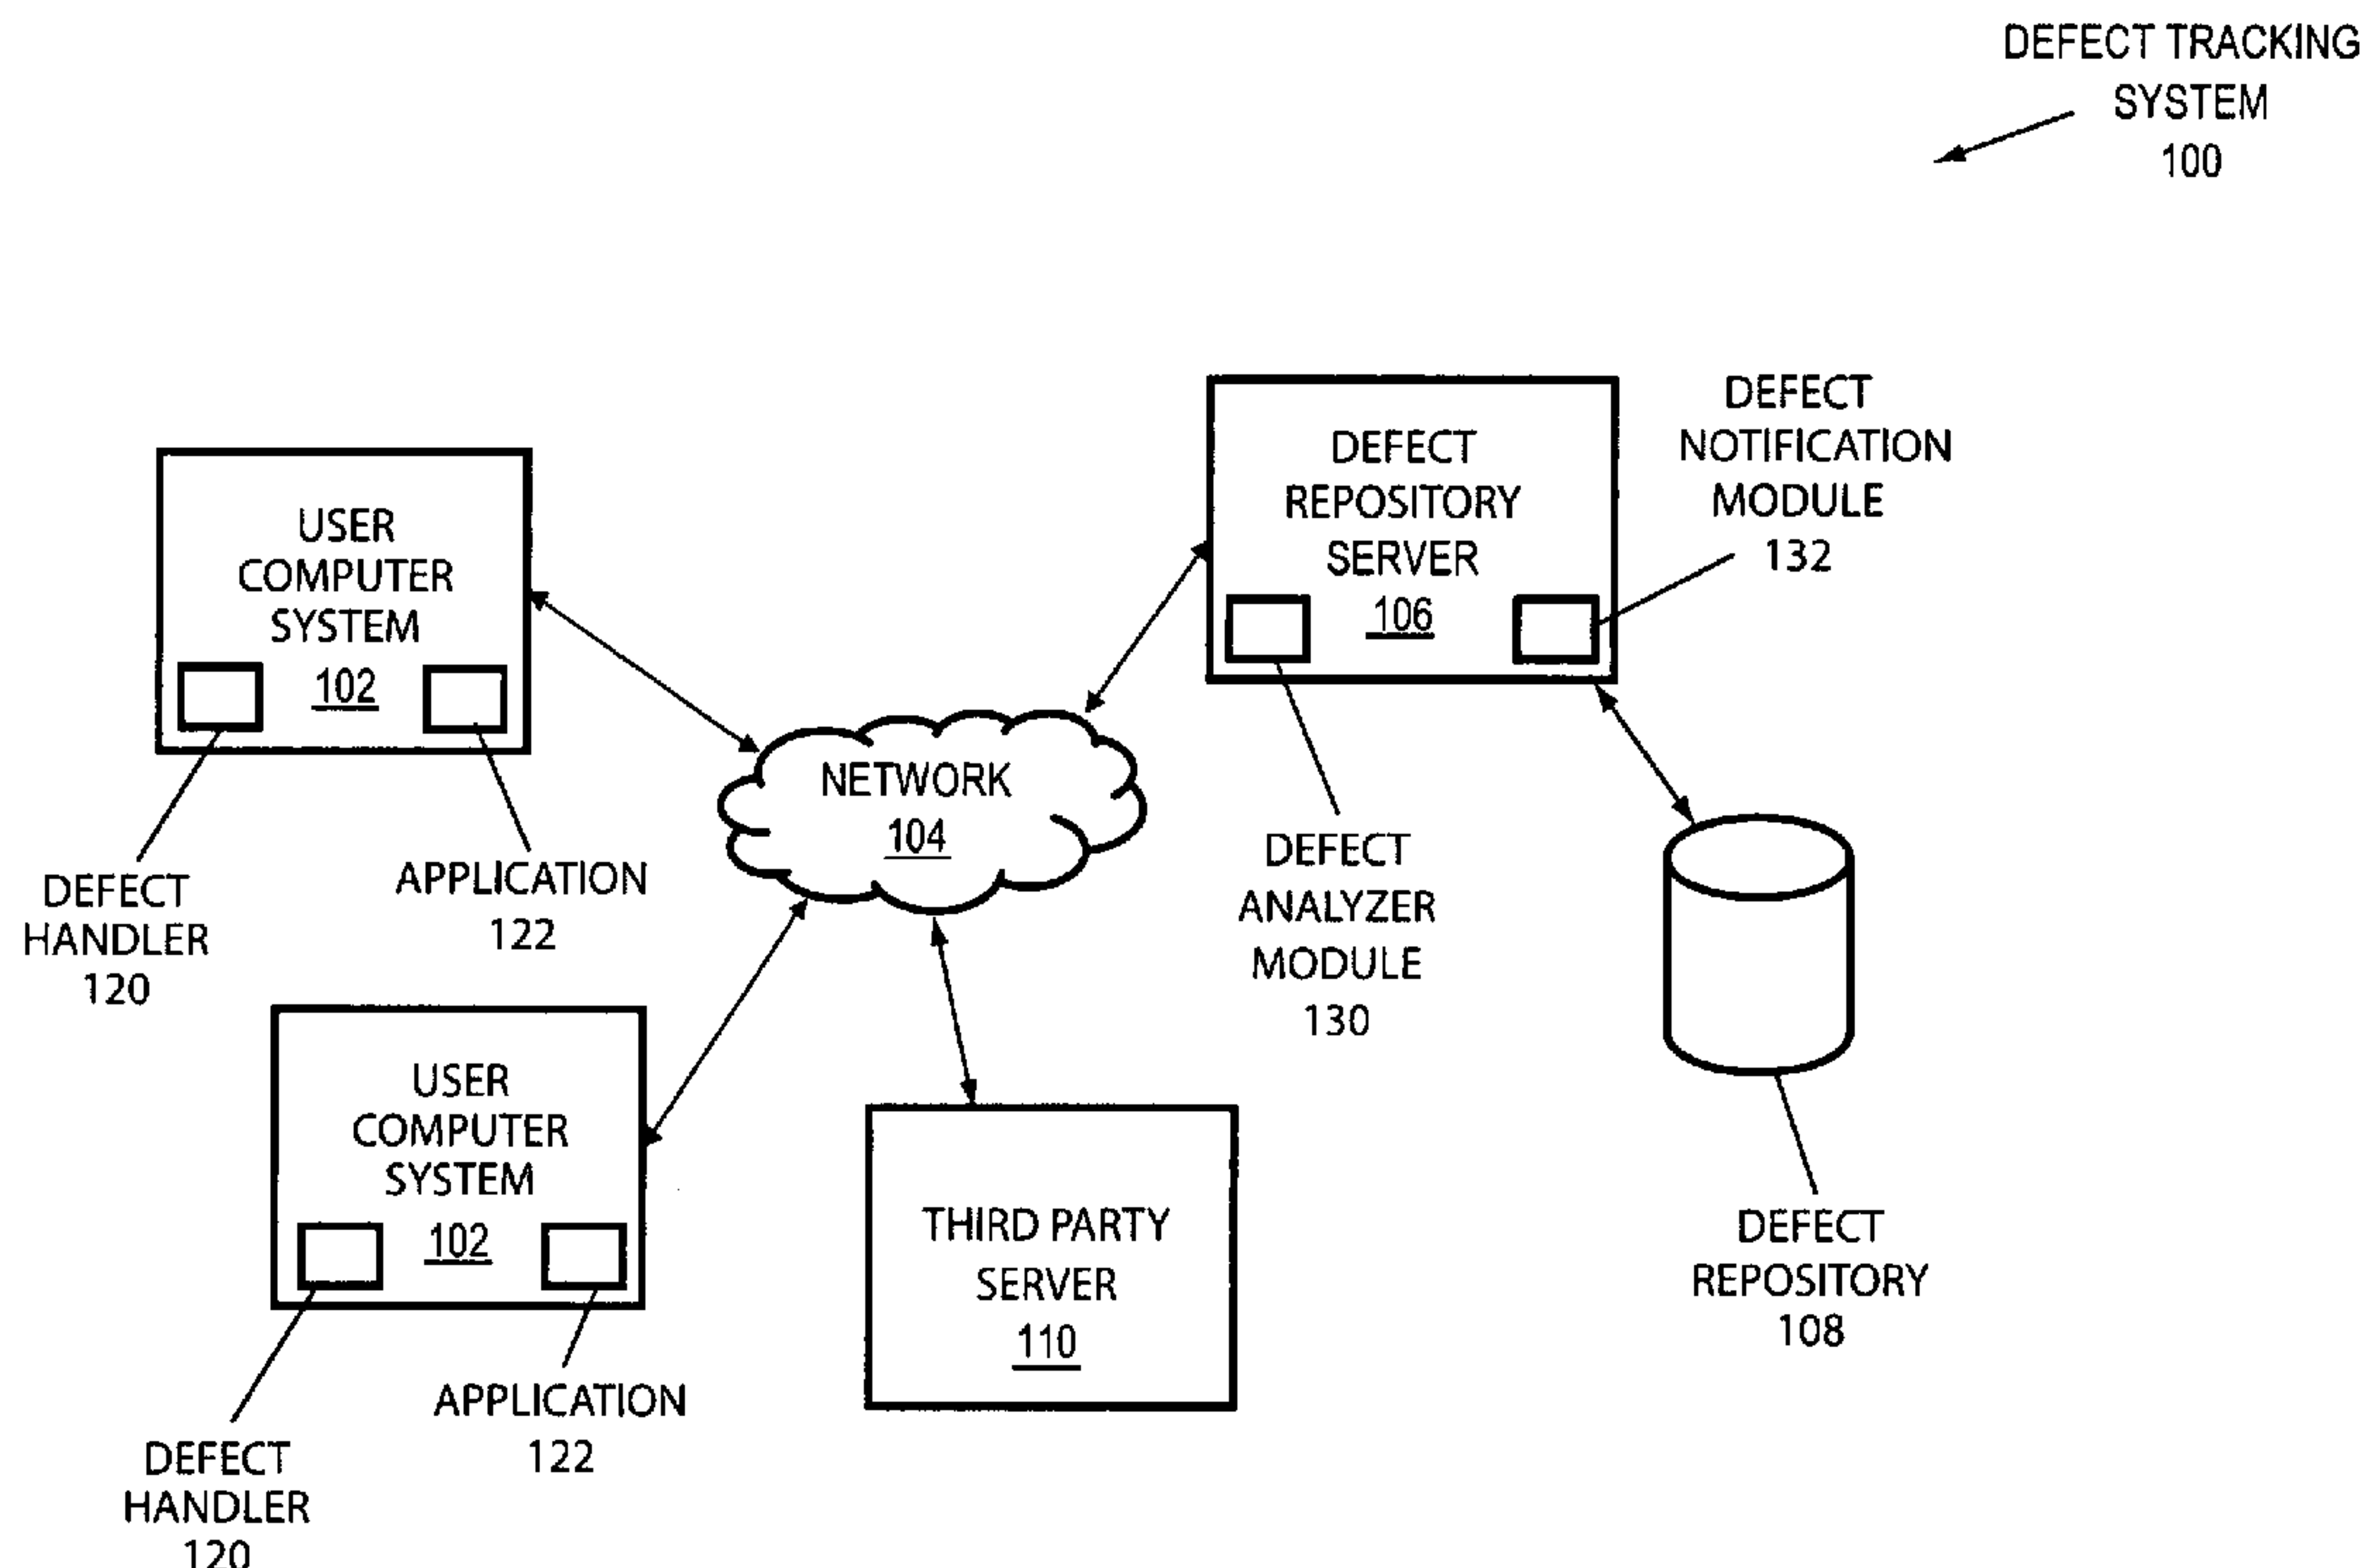 DEFECT TRACKING
SYSTEM
100
DEFECT
REPOSITORY
SERVER
106
DEFECT
NOTIFICATION
MODULE
132
USER
COMPUTER
SYSTEM
102
NETWORK
104
DEFECT
HANDLER
120
APPLICATION
122
DEFECT
ANALYZER
MODULE
130
USER
COMPUTER
SYSTEM
102
THIRD PARTY
SERVER
110
DEFECT
REPOSITORY
108
APPLICATION
122
DEFECT
HANDLER
120